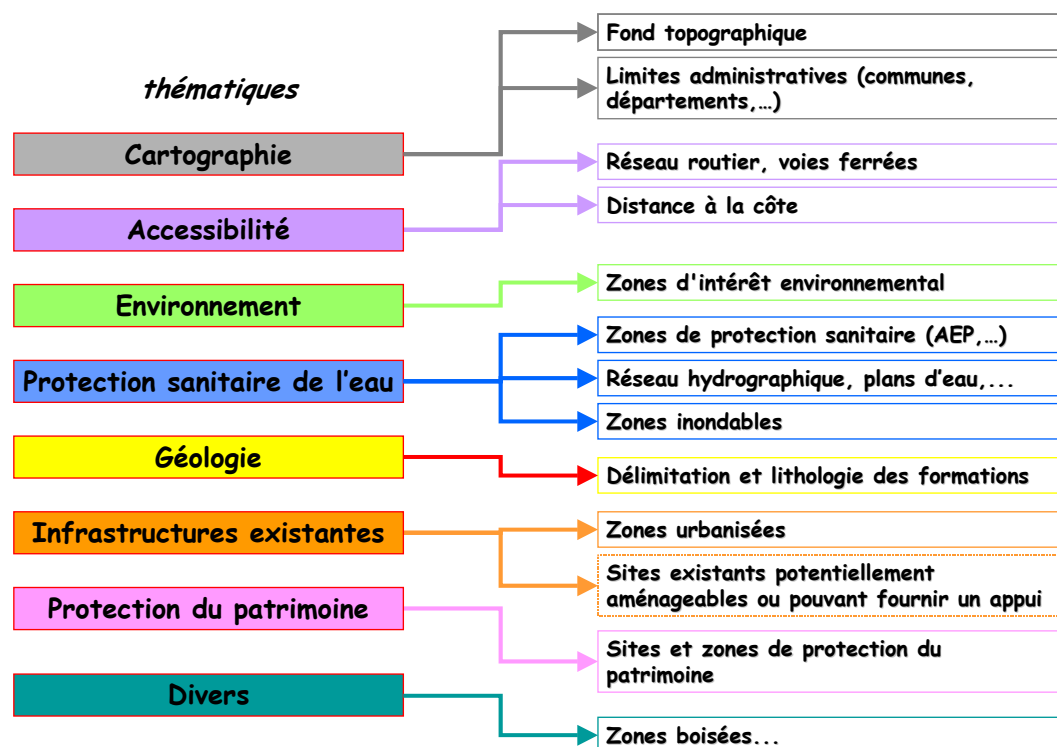 thématiques
Cartographie
Fond topographique
Limites administratives (communes,
départements,…)
Accessibilité
Réseau routier, voies ferrées
Distance à la côte
Environnement
Zones d'intérêt environnemental
Protection sanitaire de l’eau
Zones de protection sanitaire (AEP,…)
Réseau hydrographique, plans d’eau,...
Zones inondables
Géologie
Délimitation et lithologie des formations
Infrastructures existantes
Zones urbanisées
Sites existants potentiellement
aménageables ou pouvant fournir un appui
Protection du patrimoine
Sites et zones de protection du
patrimoine
Divers
Zones boisées...